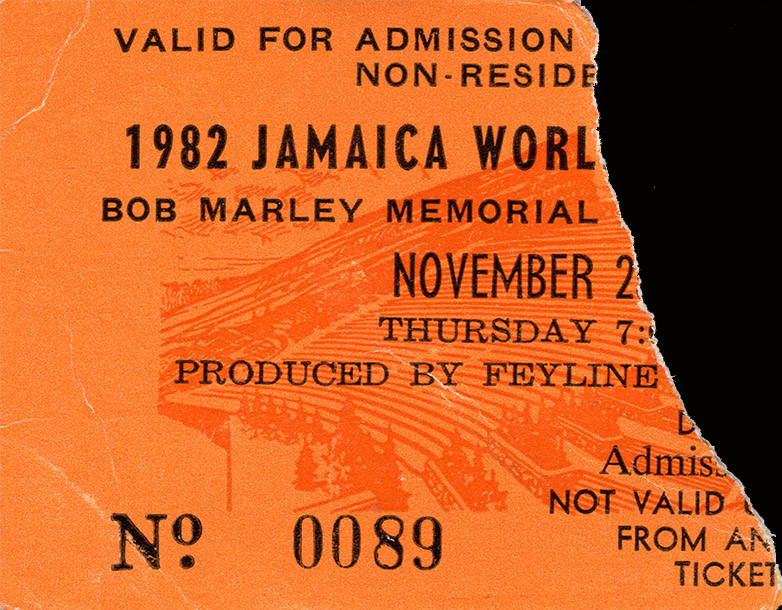 VALID FOR ADMISSION
NON-RESIDE
1982 JAMAICA WORL
BOB MARLEY MEMORIAL
NOVEMBER 2
THURSDAY 7:
PRODUCED BY FEYLINE
D
Admiss
NOT VALID
FROM AN
TICKET
No. 0089